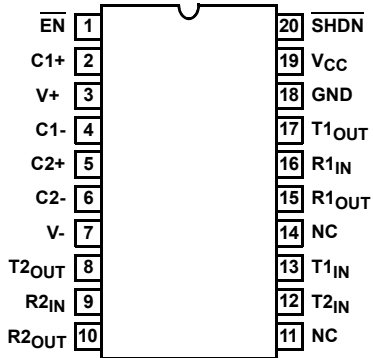 EN 1 20 SHDN
C1+ 2 19 VCC
V+ 3 18 GND
C1- 4 17 T1OUT
C2+ 5 16 R1IN
C2- 6 15 R1OUT
V- 7 14 NC
T2OUT 8 13 T1IN
R2IN 9 12 T2IN
R2OUT 10 11 NC